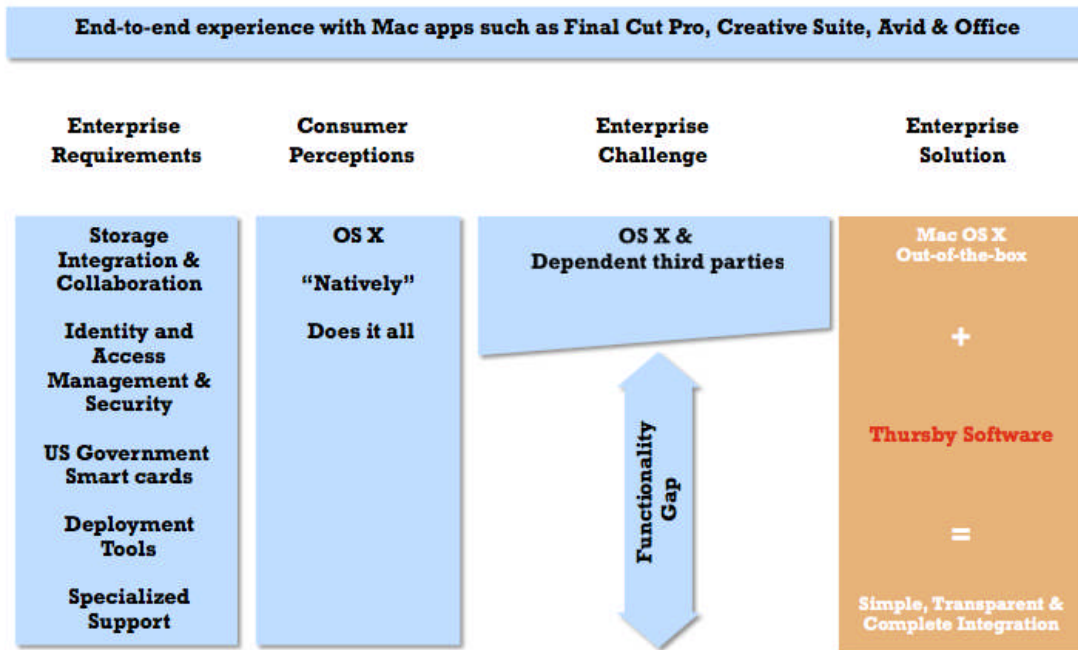 End-to-end experience with Mac apps such as Final Cut Pro, Creative Suite, Avid & Office
Enterprise
Requirements
Consumer
Perceptions
Enterprise
Challenge
Enterprise
Solution
Storage
Integration &
Collaboration
Identity and
Access
Management &
Security
US Government
Smart cards
Deployment
Tools
Specialized
Support
OS X
“Natively”
Does it all
OS X &
Dependent third parties
Functionality
Gap
Mac OS X
Out-of-the-box
+
Thursby Software
=
Simple, Transparent &
Complete Integration